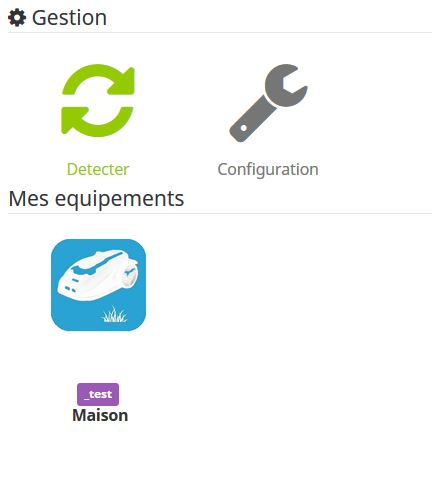 Gestion
Detecter
Configuration
Mes equipements
_test
Maison